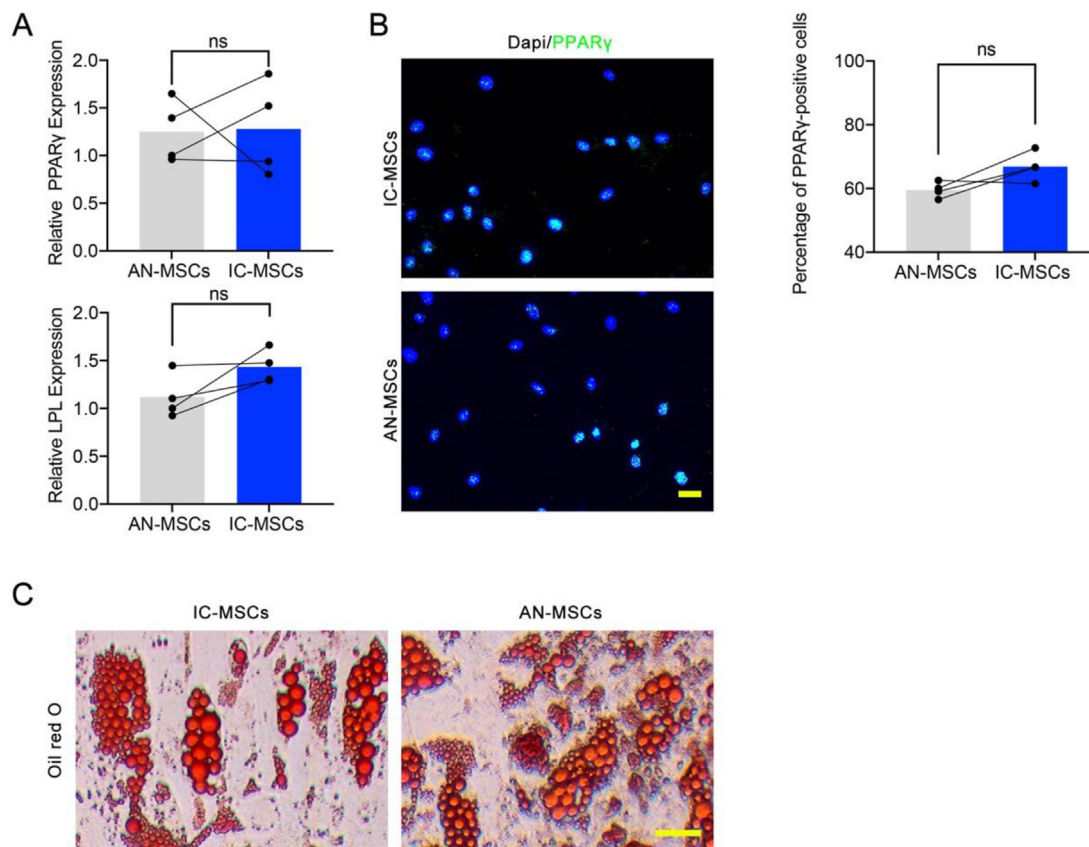 A
ns
Relative PPARγ Expression
2.0
1.5
1.0
0.5
0.0
AN-MSCs IC-MSCs
ns
Relative LPL Expression
2.0
1.5
1.0
0.5
0.0
AN-MSCs IC-MSCs
B
Dapi/PPARγ
IC-MSCs
AN-MSCs
ns
Percentage of PPARγ-positive cells
100
80
60
40
AN-MSCs IC-MSCs
C
IC-MSCs AN-MSCs
Oil red O